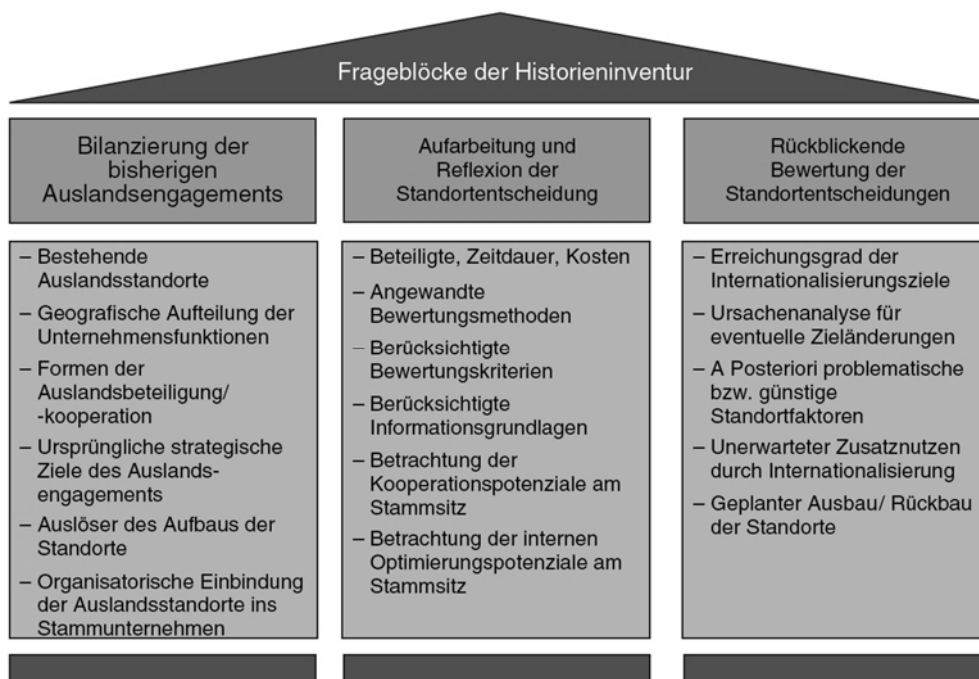 Frageblöcke der Historieninventur
Bilanzierung der
bisherigen
Auslandsengagements
– Bestehende
Auslandsstandorte
– Geografische Aufteilung der
Unternehmensfunktionen
– Formen der
Auslandsbeteiligung/
-kooperation
– Ursprüngliche strategische
Ziele des Auslands-
engagements
– Auslöser des Aufbaus der
Standorte
– Organisatorische Einbindung
der Auslandsstandorte ins
Stammunternehmen
Aufarbeitung und
Reflexion der
Standortentscheidung
– Beteiligte, Zeitdauer, Kosten
– Angewandte
Bewertungsmethoden
– Berücksichtigte
Bewertungskriterien
– Berücksichtigte
Informationsgrundlagen
– Betrachtung der
Kooperationspotenziale am
Stammsitz
– Betrachtung der internen
Optimierungspotenziale am
Stammsitz
Rückblickende
Bewertung der
Standortentscheidungen
– Erreichungsgrad der
Internationalisierungsziele
– Ursachenanalyse für
eventuelle Zieländerungen
– A Posteriori problematische
bzw. günstige
Standortfaktoren
– Unerwarteter Zusatznutzen
durch Internationalisierung
– Geplanter Ausbau/ Rückbau
der Standorte